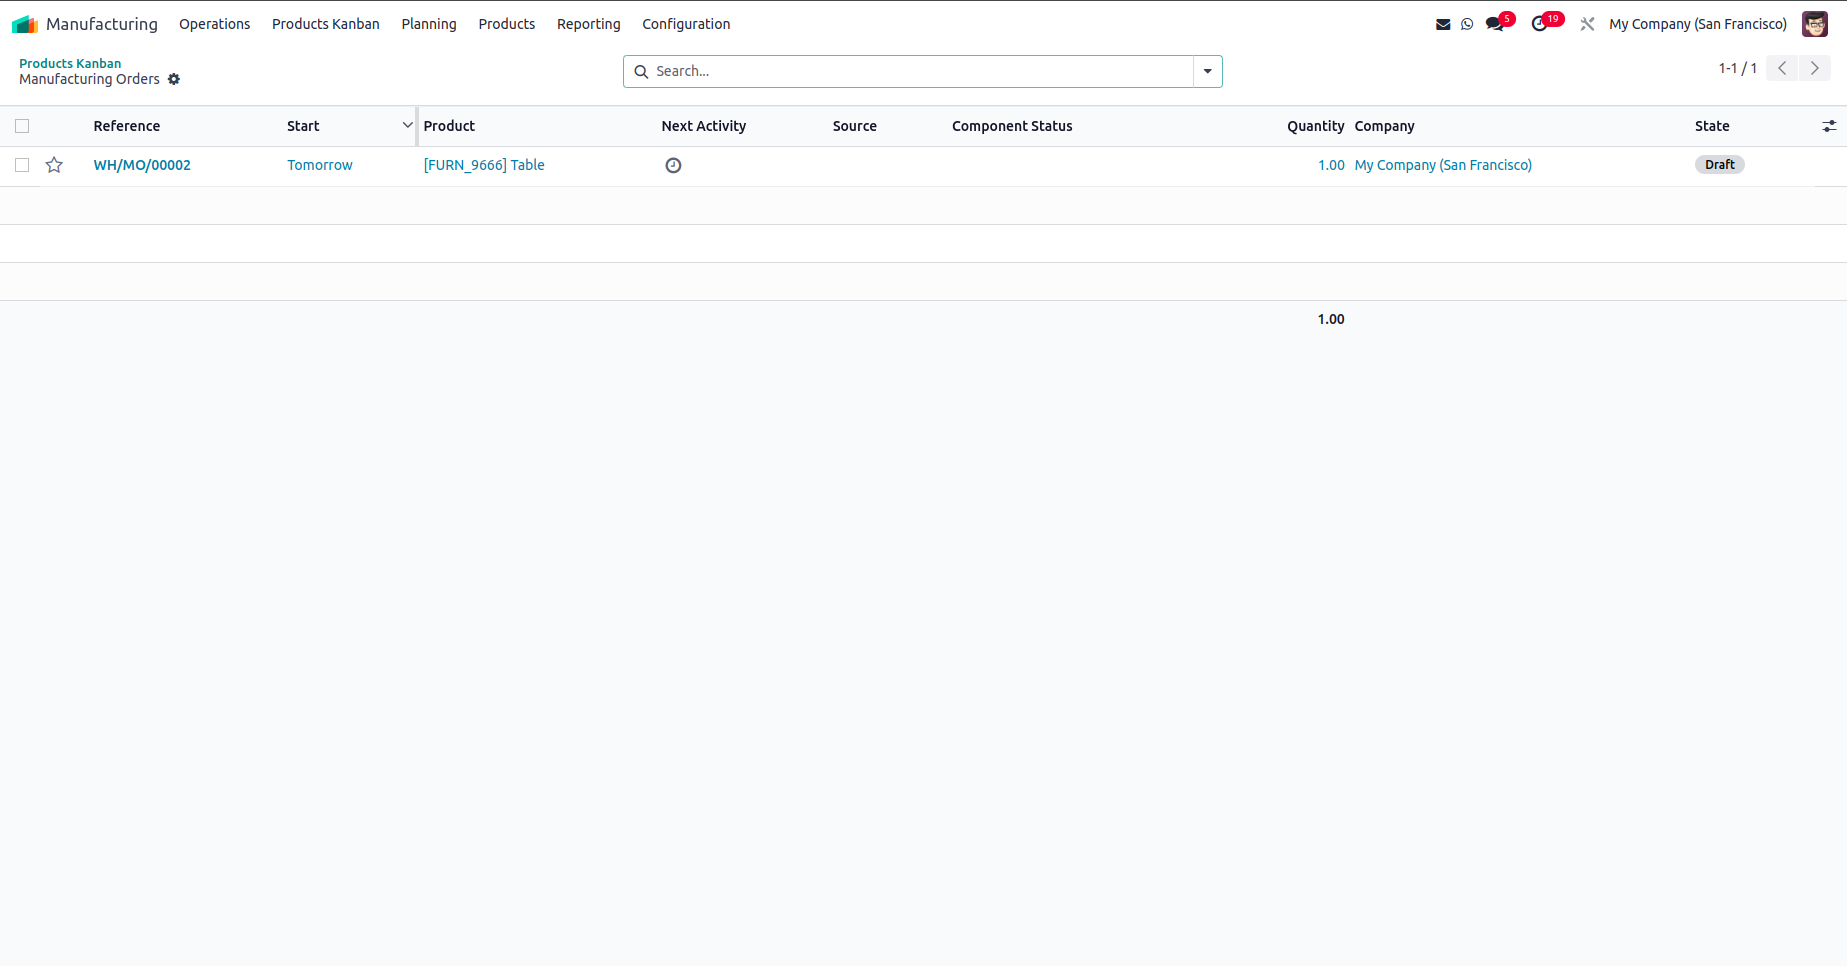 Manufacturing Operations Products Kanban Planning Products Reporting Configuration 5 19 My Company (San Francisco)
Products Kanban
Manufacturing Orders
Search...
1-1 / 1
Reference Start Product Next Activity Source Component Status Quantity Company State
WH/MO/00002 Tomorrow [FURN_9666] Table 1.00 My Company (San Francisco) Draft
1.00